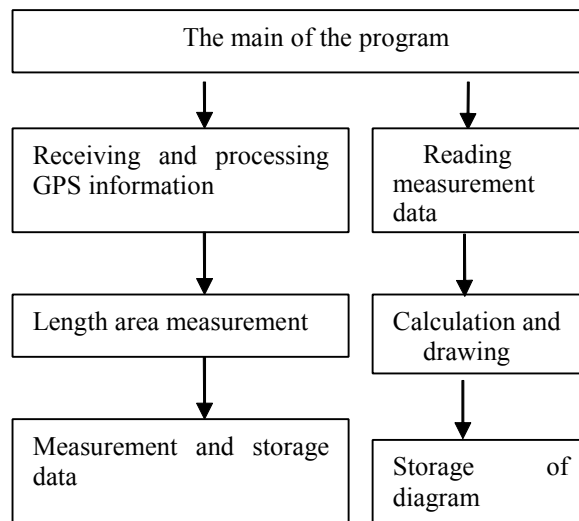 The main of the program
Receiving and processing
GPS information
Reading
measurement
data
Length area measurement
Calculation and
drawing
Measurement and storage
data
Storage of
diagram